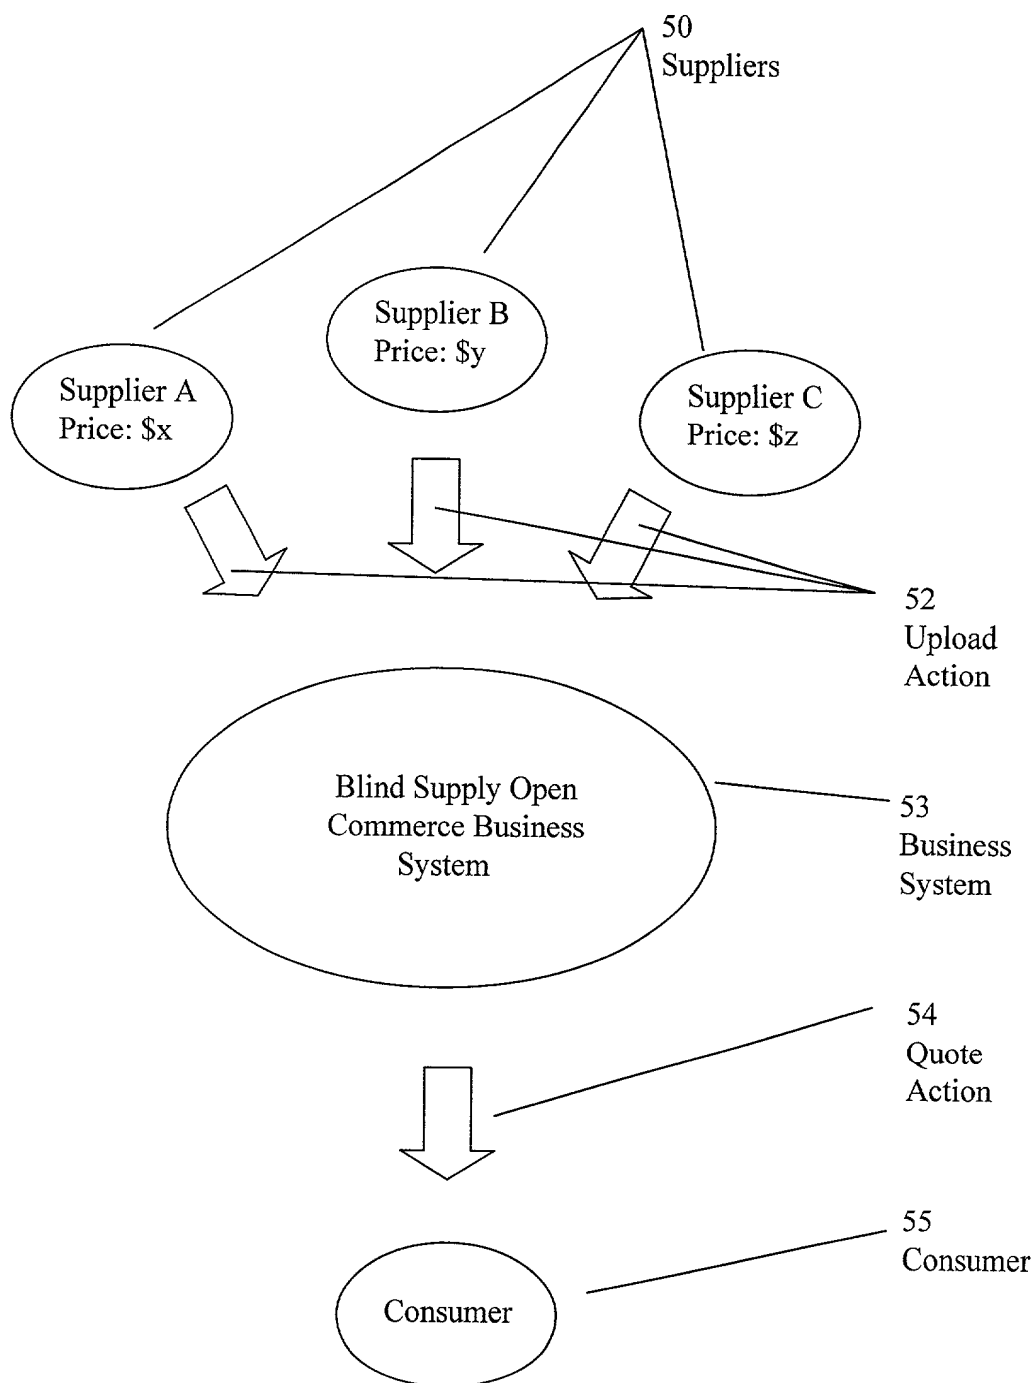 50
Suppliers
Supplier B
Price: $y
Supplier A
Price: $x
Supplier C
Price: $z
52
Upload
Action
Blind Supply Open
Commerce Business
System
53
Business
System
54
Quote
Action
55
Consumer
Consumer